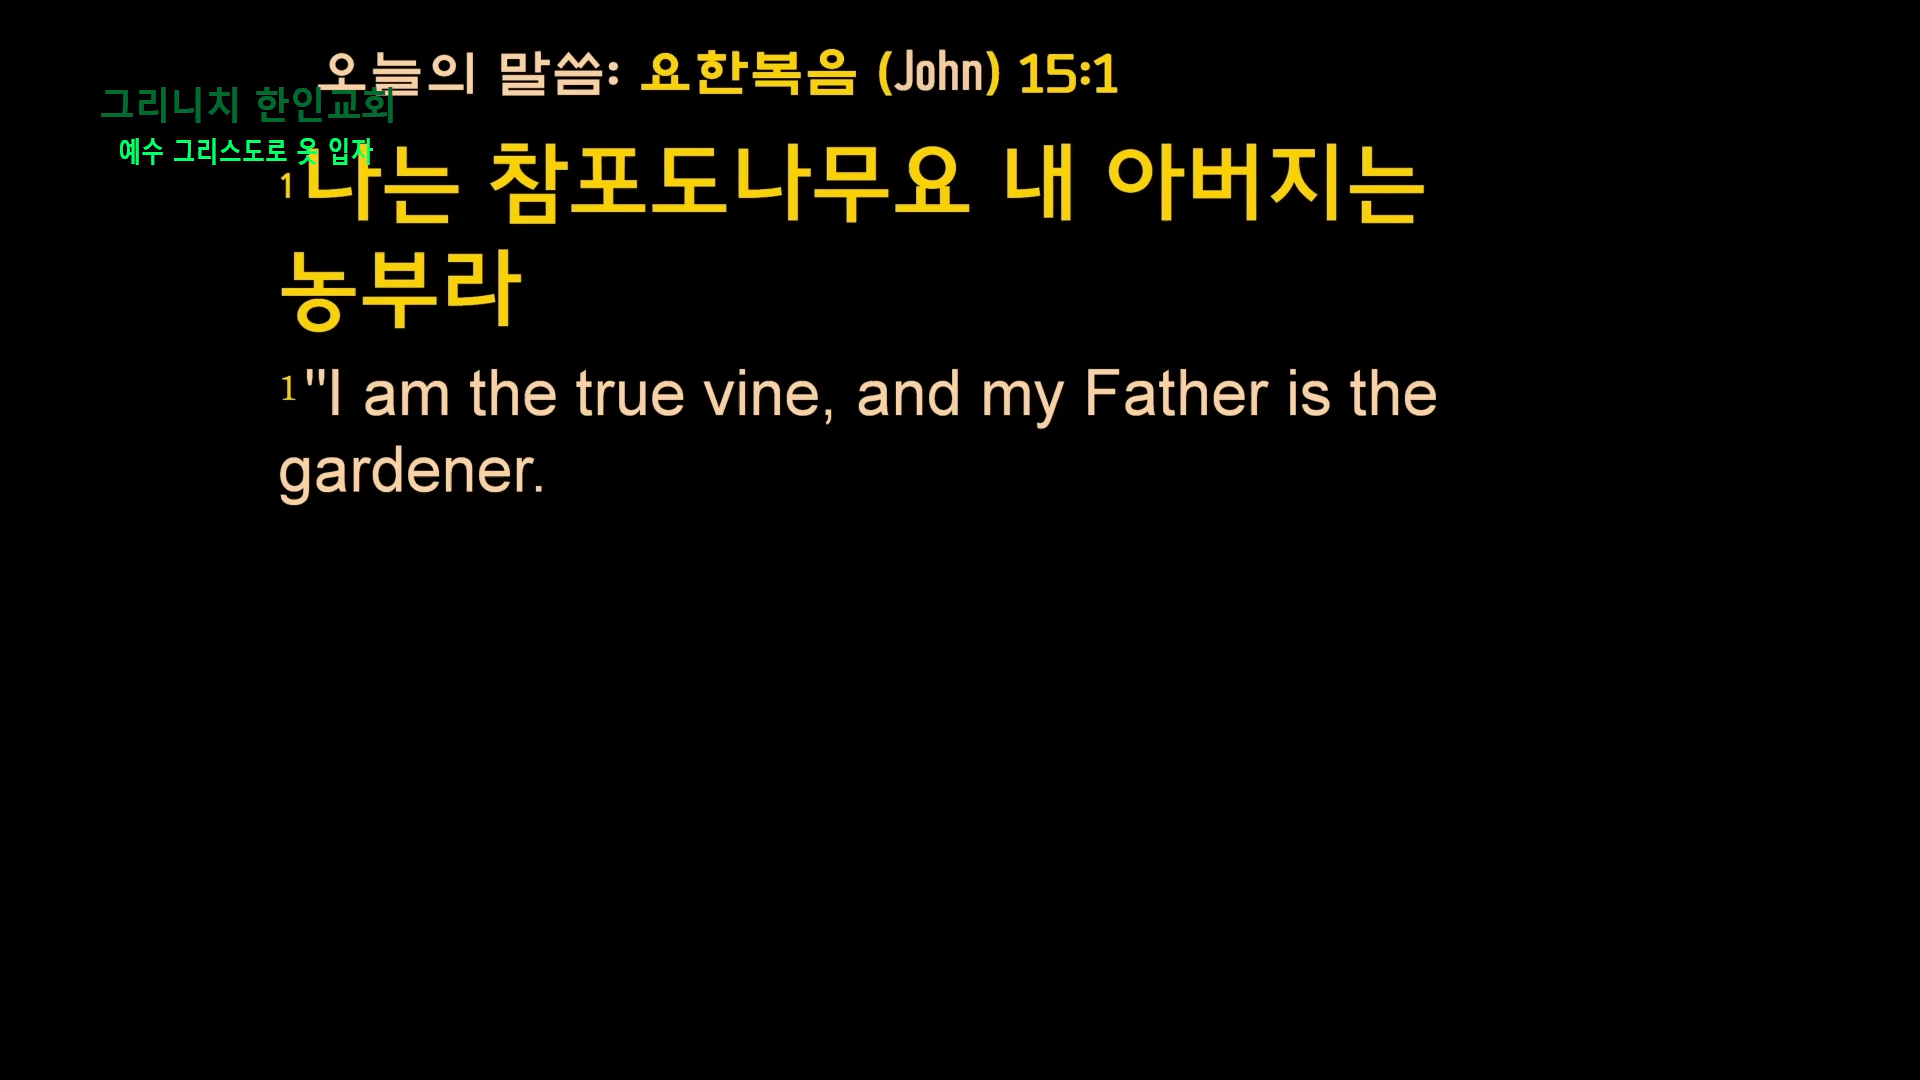 오늘의 말씀: 요한복음 (John) 15:1
그리니치 한인교회
예수 그리스도로 옷 입자
1나는 참포도나무요 내 아버지는
농부라
1"I am the true vine, and my Father is the
gardener.